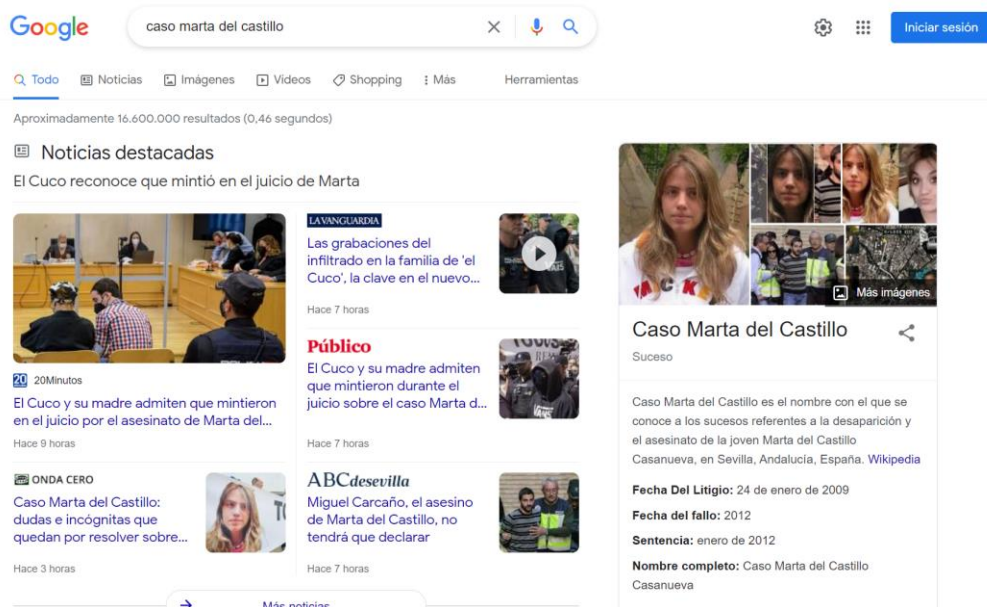 Google
caso marta del castillo
Iniciar sesión
Todo
Noticias
Imágenes
Vídeos
Shopping
Más
Herramientas
Aproximadamente 16.600.000 resultados (0,46 segundos)
Noticias destacadas
El Cuco reconoce que mintió en el juicio de Marta
20 20Minutos
El Cuco y su madre admiten que mintieron
en el juicio por el asesinato de Marta del...
Hace 9 horas
LAVANGUARDIA
Las grabaciones del
infiltrado en la familia de 'el
Cuco', la clave en el nuevo...
Hace 7 horas
Público
El Cuco y su madre admiten
que mintieron durante el
juicio sobre el caso Marta d...
Hace 7 horas
ONDA CERO
Caso Marta del Castillo:
dudas e incógnitas que
quedan por resolver sobre...
Hace 3 horas
ABCdesevilla
Miguel Carcaño, el asesino
de Marta del Castillo, no
tendrá que declarar
Hace 7 horas
Más noticias
Más imágenes
Caso Marta del Castillo
Suceso
Caso Marta del Castillo es el nombre con el que se
conoce a los sucesos referentes a la desaparición y
el asesinato de la joven Marta del Castillo
Casanueva, en Sevilla, Andalucía, España. Wikipedia
Fecha Del Litigio: 24 de enero de 2009
Fecha del fallo: 2012
Sentencia: enero de 2012
Nombre completo: Caso Marta del Castillo
Casanueva